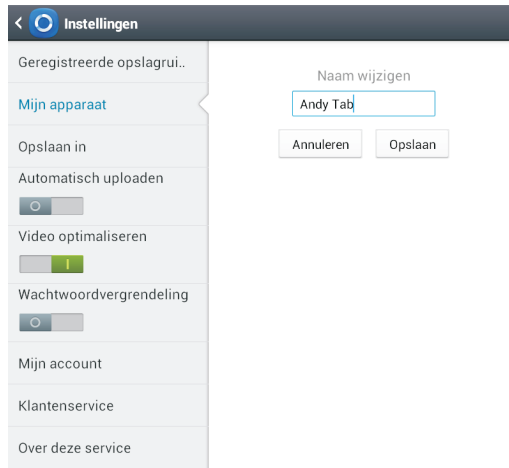 Instellingen
Geregistreerde opslagrui..
Mijn apparaat
Opslaan in
Automatisch uploaden
Video optimaliseren
Wachtwoordvergrendeling
Mijn account
Klantenservice
Over deze service
Naam wijzigen
Andy Tab
Annuleren Opslaan